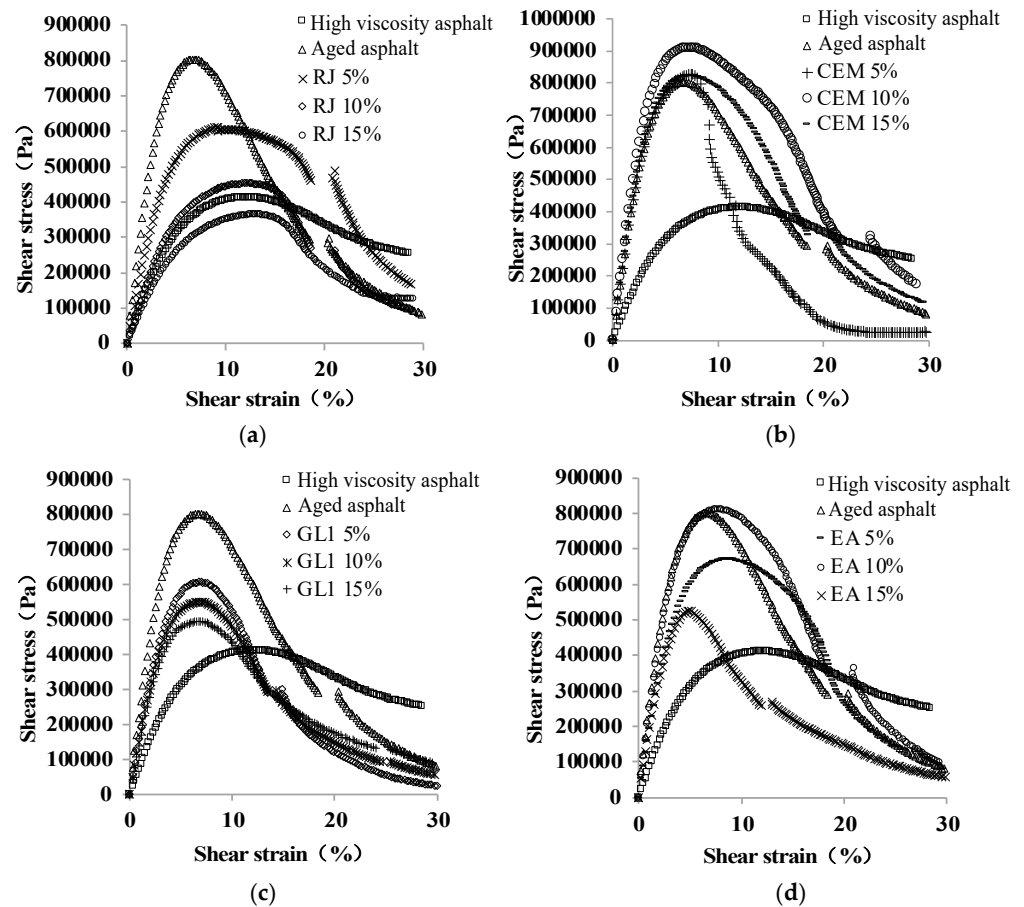 900000
800000
700000
600000
500000
400000
300000
200000
100000
0
Shear stress（Pa）
High viscosity asphalt
Aged asphalt
RJ 5%
RJ 10%
RJ 15%
0 10 20 30
Shear strain（%）
(a)
1000000
900000
800000
700000
600000
500000
400000
300000
200000
100000
0
Shear stress（Pa）
High viscosity asphalt
Aged asphalt
CEM 5%
CEM 10%
CEM 15%
0 10 20 30
Shear strain（%）
(b)
900000
800000
700000
600000
500000
400000
300000
200000
100000
0
Shear stress（Pa）
High viscosity asphalt
Aged asphalt
GL1 5%
GL1 10%
GL1 15%
0 10 20 30
Shear strain（%）
(c)
900000
800000
700000
600000
500000
400000
300000
200000
100000
0
Shear stress（Pa）
High viscosity asphalt
Aged asphalt
EA 5%
EA 10%
EA 15%
0 10 20 30
Shear strain（%）
(d)